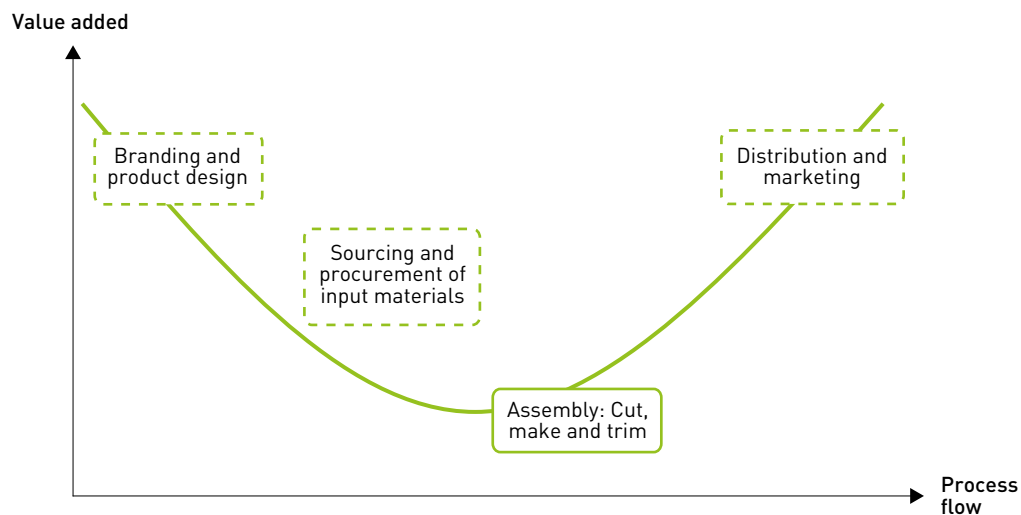 Value added
Branding and
product design
Distribution and
marketing
Sourcing and
procurement of
input materials
Assembly: Cut,
make and trim
Process
flow